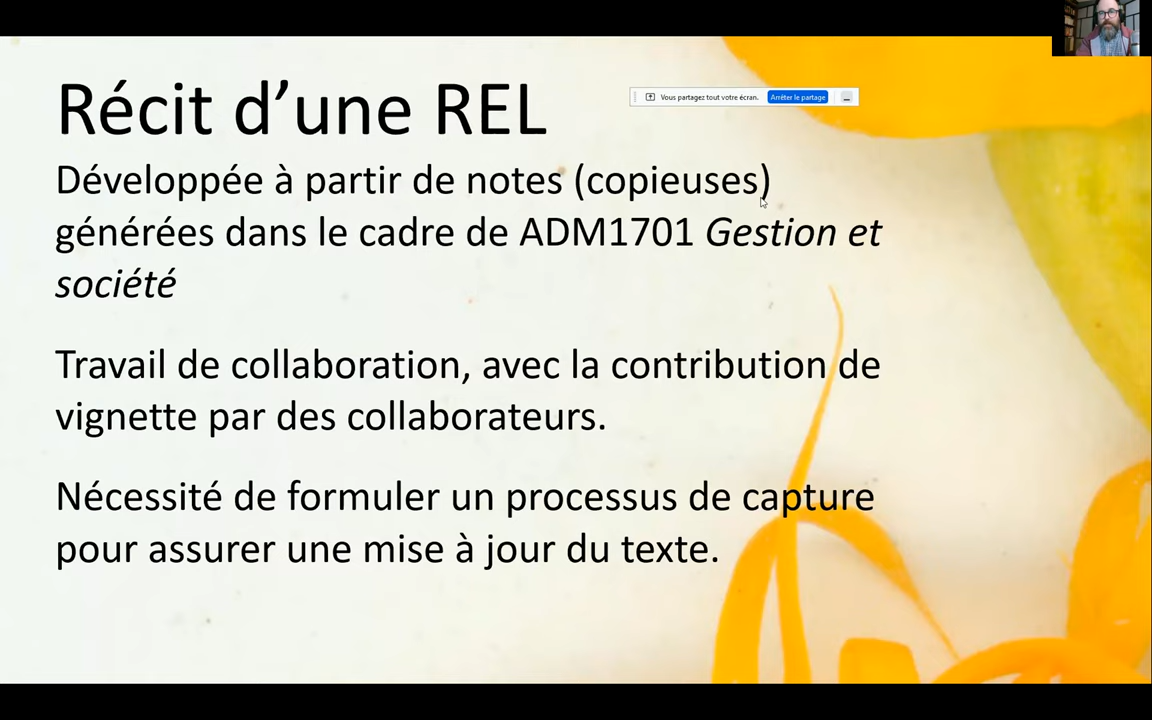 Récit d’une REL
Vous partagez tout votre écran. Arrêter le partage
Développée à partir de notes (copieuses)
générées dans le cadre de ADM1701 Gestion et
société
Travail de collaboration, avec la contribution de
vignette par des collaborateurs.
Nécessité de formuler un processus de capture
pour assurer une mise à jour du texte.